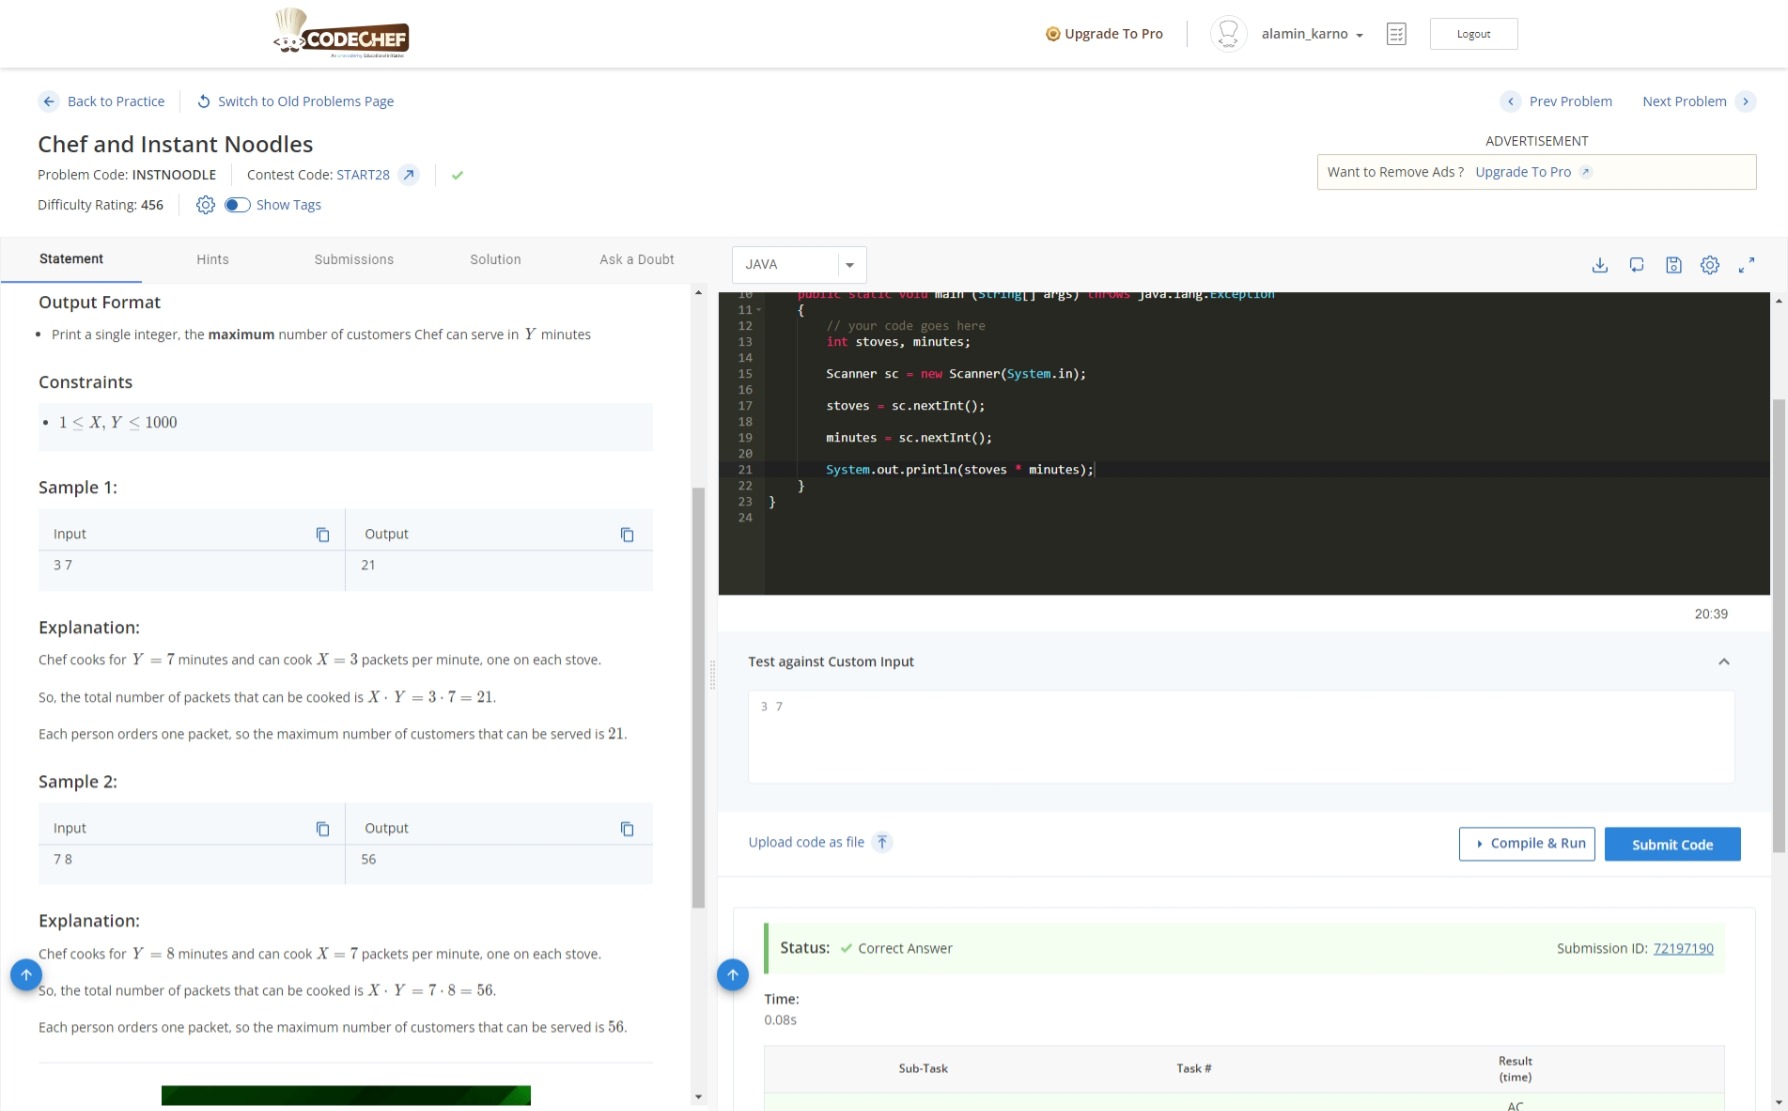 CODECHEF
Upgrade To Pro
alamin_karno
Logout
Back to Practice
Switch to Old Problems Page
Prev Problem
Next Problem
Chef and Instant Noodles
ADVERTISEMENT
Problem Code: INSTNOODLE
Contest Code: START28
Want to Remove Ads ? Upgrade To Pro
Difficulty Rating: 456
Show Tags
Statement
Hints
Submissions
Solution
Ask a Doubt
Output Format
Print a single integer, the maximum number of customers Chef can serve in Y minutes
Constraints
1 ≤ X, Y ≤ 1000
Sample 1:
Input
Output
3 7
21
Explanation:
Chef cooks for Y = 7 minutes and can cook X = 3 packets per minute, one on each stove.
So, the total number of packets that can be cooked is X · Y = 3 · 7 = 21.
Each person orders one packet, so the maximum number of customers that can be served is 21.
Sample 2:
Input
Output
7 8
56
Explanation:
Chef cooks for Y = 8 minutes and can cook X = 7 packets per minute, one on each stove.
So, the total number of packets that can be cooked is X · Y = 7 · 8 = 56.
Each person orders one packet, so the maximum number of customers that can be served is 56.
JAVA
10 public static void main (String[] args) throws java.lang.Exception
11 {
12 // your code goes here
13 int stoves, minutes;
14
15 Scanner sc = new Scanner(System.in);
16
17 stoves = sc.nextInt();
18
19 minutes = sc.nextInt();
20
21 System.out.println(stoves * minutes);
22 }
23 }
24
20:39
Test against Custom Input
3 7
Upload code as file
Compile & Run
Submit Code
Status: Correct Answer
Submission ID: 72197190
Time:
0.08s
Sub-Task
Task #
Result
(time)
AC